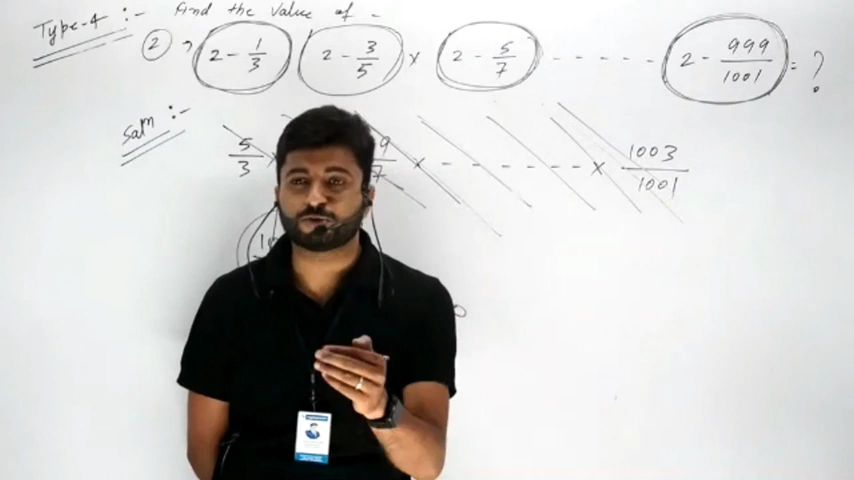 Type-4 :- Find the value of -
② , 2 - 1/3 2 - 3/5 × 2 - 5/7 ------ 2 - 999/1001 = ?
Soln :-
5/3 × 9/7 × ------ × 1003/1001